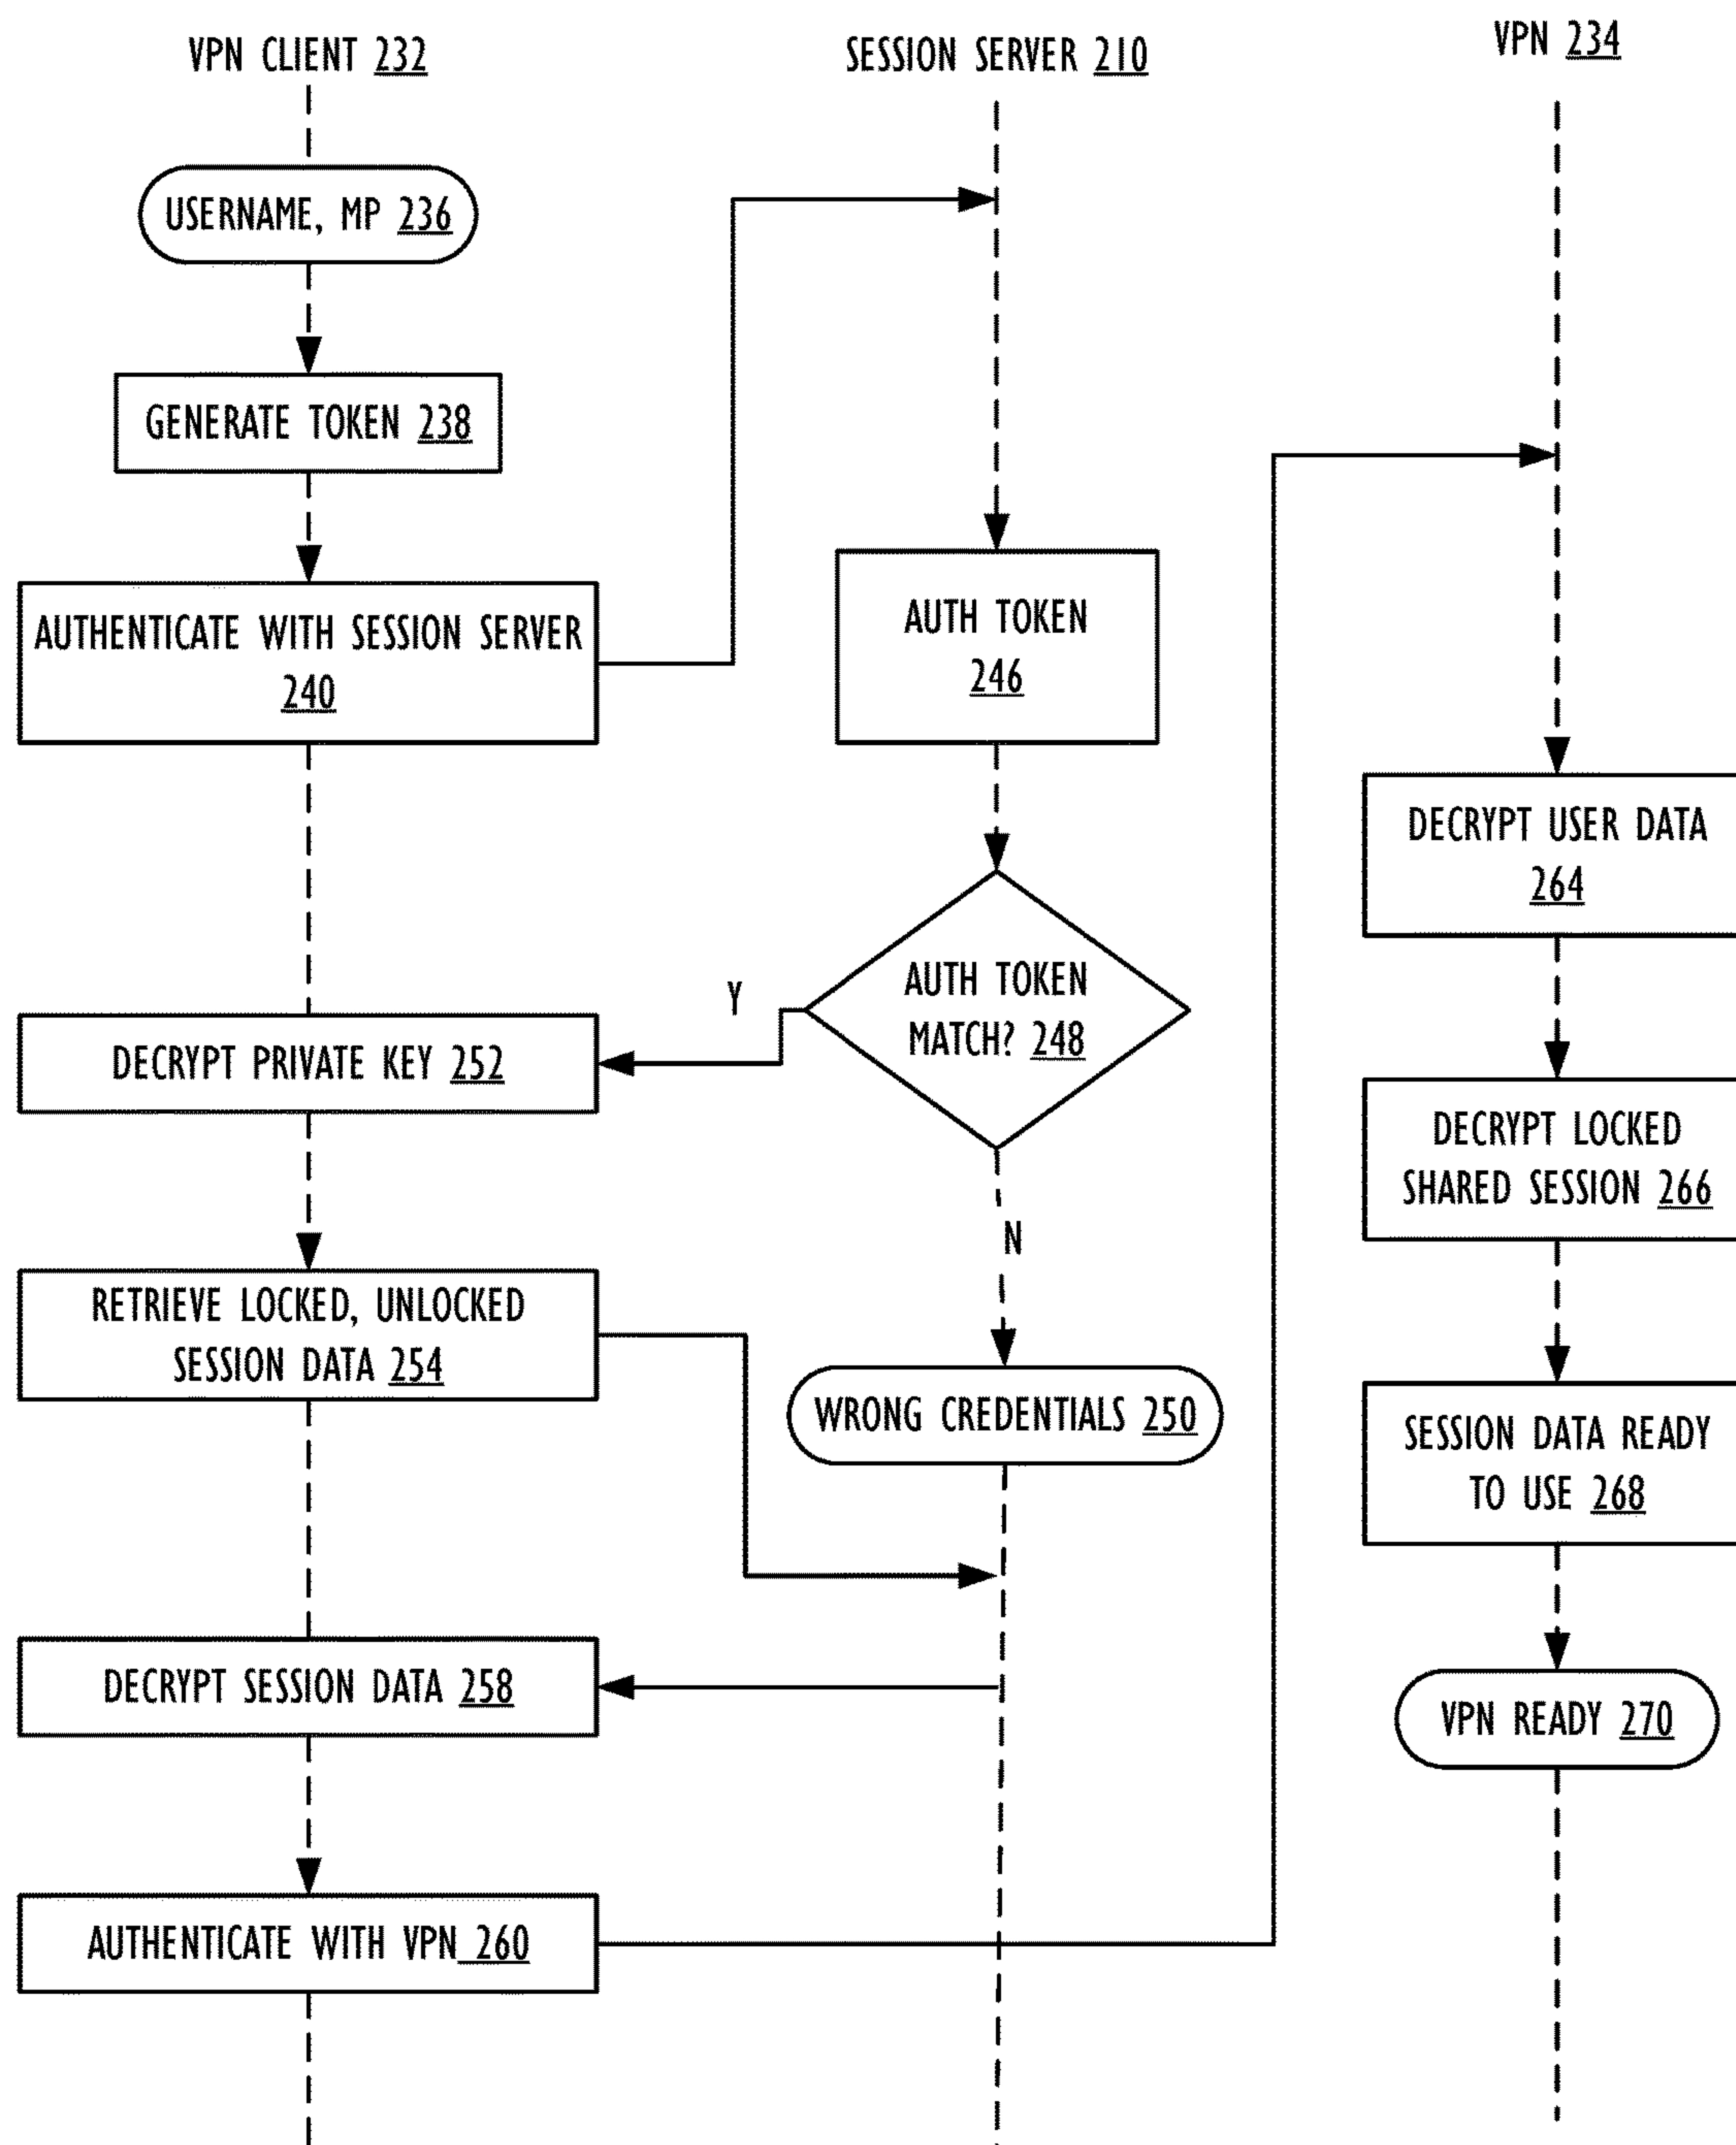 VPN CLIENT 232
SESSION SERVER 210
VPN 234
USERNAME, MP 236
GENERATE TOKEN 238
AUTHENTICATE WITH SESSION SERVER
240
AUTH TOKEN
246
AUTH TOKEN
MATCH? 248
Y
N
WRONG CREDENTIALS 250
DECRYPT PRIVATE KEY 252
RETRIEVE LOCKED, UNLOCKED
SESSION DATA 254
DECRYPT SESSION DATA 258
AUTHENTICATE WITH VPN 260
DECRYPT USER DATA
264
DECRYPT LOCKED
SHARED SESSION 266
SESSION DATA READY
TO USE 268
VPN READY 270